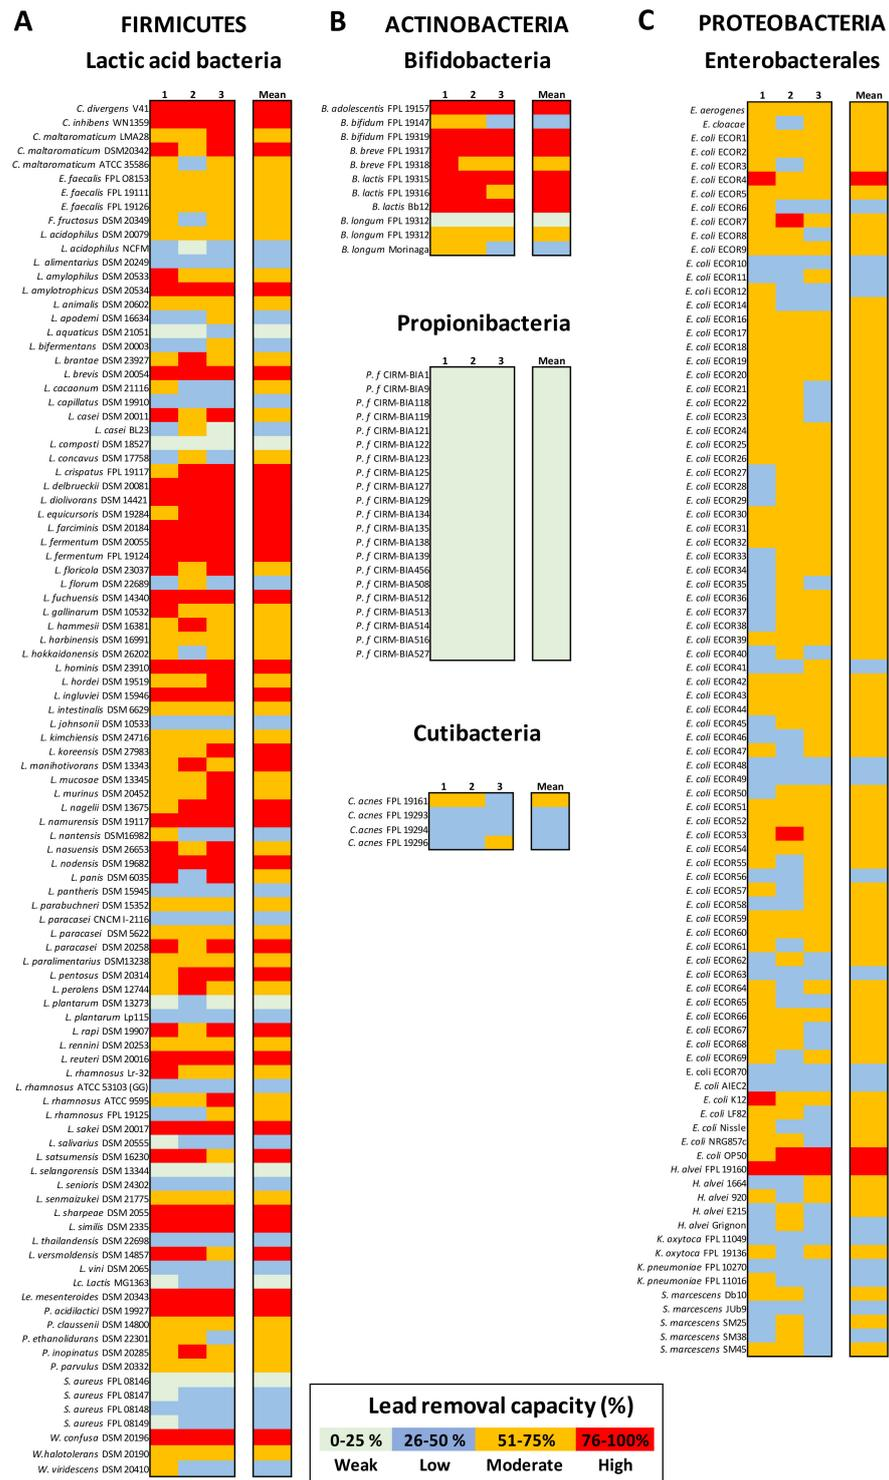 A
FIRMICUTES
Lactic acid bacteria
1 2 3 Mean
C. divergens V41
C. inhibens WN1359
C. maltaromaticum LMA28
C. maltaromaticum DSM20342
C. maltaromaticum ATCC 35586
E. faecalis FPL O8153
E. faecalis FPL 19111
E. faecalis FPL 19126
F. fructosus DSM 20349
L. acidophilus DSM 20079
L. acidophilus NCFM
L. alimentarius DSM 20249
L. amylophilus DSM 20533
L. amylotrophicus DSM 20534
L. animalis DSM 20602
L. apodemi DSM 16634
L. aquaticus DSM 21051
L. bifermentans DSM 20003
L. brantae DSM 23927
L. brevis DSM 20054
L. cacaonum DSM 21116
L. capillatus DSM 19910
L. casei DSM 20011
L. casei BL23
L. composti DSM 18527
L. concavus DSM 17758
L. crispatus FPL 19117
L. delbrueckii DSM 20081
L. diolivorans DSM 14421
L. equicursoris DSM 19284
L. farciminis DSM 20184
L. fermentum DSM 20055
L. fermentum FPL 19124
L. floricola DSM 23037
L. florum DSM 22689
L. fuchuensis DSM 14340
L. gallinarum DSM 10532
L. hammesii DSM 16381
L. harbinensis DSM 16991
L. hokkaidonensis DSM 26202
L. hominis DSM 23910
L. hordei DSM 19519
L. ingluviei DSM 15946
L. intestinalis DSM 6629
L. johnsonii DSM 10533
L. kimchiensis DSM 24716
L. koreensis DSM 27983
L. manihotivorans DSM 13343
L. mucosae DSM 13345
L. murinus DSM 20452
L. nagelii DSM 13675
L. namurensis DSM 19117
L. nantensis DSM16982
L. nasuensis DSM 26653
L. nodensis DSM 19682
L. panis DSM 6035
L. pantheris DSM 15945
L. parabuchneri DSM 15352
L. paracasei CNCM I-2116
L. paracasei DSM 5622
L. paracasei DSM 20258
L. paralimentarius DSM13238
L. pentosus DSM 20314
L. perolens DSM 12744
L. plantarum DSM 13273
L. plantarum Lp115
L. rapi DSM 19907
L. rennini DSM 20253
L. reuteri DSM 20016
L. rhamnosus Lr-32
L. rhamnosus ATCC 53103 (GG)
L. rhamnosus ATCC 9595
L. rhamnosus FPL 19125
L. sakei DSM 20017
L. salivarius DSM 20555
L. satsumensis DSM 16230
L. selangorensis DSM 13344
L. senioris DSM 24302
L. senmaizukei DSM 21775
L. sharpeae DSM 2055
L. similis DSM 2335
L. thailandensis DSM 22698
L. versmoldensis DSM 14857
L. vini DSM 2065
Lc. Lactis MG1363
Le. mesenteroides DSM 20343
P. acidilactici DSM 19927
P. claussenii DSM 14800
P. ethanolidurans DSM 22301
P. inopinatus DSM 20285
P. parvulus DSM 20332
S. aureus FPL 08146
S. aureus FPL 08147
S. aureus FPL 08148
S. aureus FPL 08149
W. confusa DSM 20196
W.halotolerans DSM 20190
W. viridescens DSM 20410
B
ACTINOBACTERIA
Bifidobacteria
1 2 3 Mean
B. adolescentis FPL 19157
B. bifidum FPL 19147
B. bifidum FPL 19319
B. breve FPL 19317
B. breve FPL 19318
B. lactis FPL 19315
B. lactis FPL 19316
B. lactis Bb12
B. longum FPL 19312
B. longum FPL 19312
B. longum Morinaga
Propionibacteria
1 2 3 Mean
P. f CIRM-BIA1
P. f CIRM-BIA9
P. f CIRM-BIA118
P. f CIRM-BIA119
P. f CIRM-BIA121
P. f CIRM-BIA122
P. f CIRM-BIA123
P. f CIRM-BIA125
P. f CIRM-BIA127
P. f CIRM-BIA129
P. f CIRM-BIA134
P. f CIRM-BIA135
P. f CIRM-BIA138
P. f CIRM-BIA139
P. f CIRM-BIA456
P. f CIRM-BIA508
P. f CIRM-BIA512
P. f CIRM-BIA513
P. f CIRM-BIA514
P. f CIRM-BIA516
P. f CIRM-BIA527
Cutibacteria
1 2 3 Mean
C. acnes FPL 19161
C. acnes FPL 19293
C.acnes FPL 19294
C. acnes FPL 19296
C
PROTEOBACTERIA
Enterobacterales
1 2 3 Mean
E. aerogenes
E. cloacae
E. coli ECOR1
E. coli ECOR2
E. coli ECOR3
E. coli ECOR4
E. coli ECOR5
E. coli ECOR6
E. coli ECOR7
E. coli ECOR8
E. coli ECOR9
E. coli ECOR10
E. coli ECOR11
E. coli ECOR12
E. coli ECOR14
E. coli ECOR16
E. coli ECOR17
E. coli ECOR18
E. coli ECOR19
E. coli ECOR20
E. coli ECOR21
E. coli ECOR22
E. coli ECOR23
E. coli ECOR24
E. coli ECOR25
E. coli ECOR26
E. coli ECOR27
E. coli ECOR28
E. coli ECOR29
E. coli ECOR30
E. coli ECOR31
E. coli ECOR32
E. coli ECOR33
E. coli ECOR34
E. coli ECOR35
E. coli ECOR36
E. coli ECOR37
E. coli ECOR38
E. coli ECOR39
E. coli ECOR40
E. coli ECOR41
E. coli ECOR42
E. coli ECOR43
E. coli ECOR44
E. coli ECOR45
E. coli ECOR46
E. coli ECOR47
E. coli ECOR48
E. coli ECOR49
E. coli ECOR50
E. coli ECOR51
E. coli ECOR52
E. coli ECOR53
E. coli ECOR54
E. coli ECOR55
E. coli ECOR56
E. coli ECOR57
E. coli ECOR58
E. coli ECOR59
E. coli ECOR60
E. coli ECOR61
E. coli ECOR62
E. coli ECOR63
E. coli ECOR64
E. coli ECOR65
E. coli ECOR66
E. coli ECOR67
E. coli ECOR68
E. coli ECOR69
E. coli ECOR70
E. coli AIEC2
E. coli K12
E. coli LF82
E. coli Nissle
E. coli NRG857c
E. coli OP50
H. alvei FPL 19160
H. alvei 1664
H. alvei 920
H. alvei E215
H. alvei Grignon
K. oxytoca FPL 11049
K. oxytoca FPL 19136
K. pneumoniae FPL 10270
K. pneumoniae FPL 11016
S. marcescens Db10
S. marcescens JUb9
S. marcescens SM25
S. marcescens SM38
S. marcescens SM45
Lead removal capacity (%)
0-25 % 26-50 % 51-75% 76-100%
Weak Low Moderate High